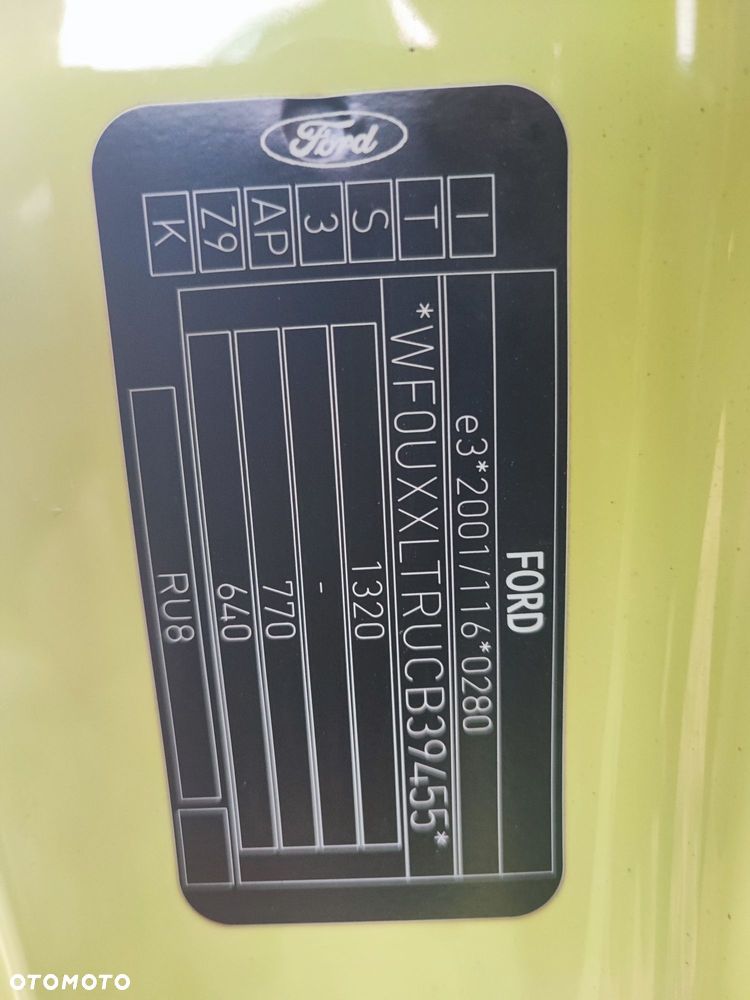 Ford
I T S 3 AP Z9 K
FORD
e3*2001/116*0280
*WF0UXXLTRUCB39455*
1320
-
770
640
RU8
OTOMOTO